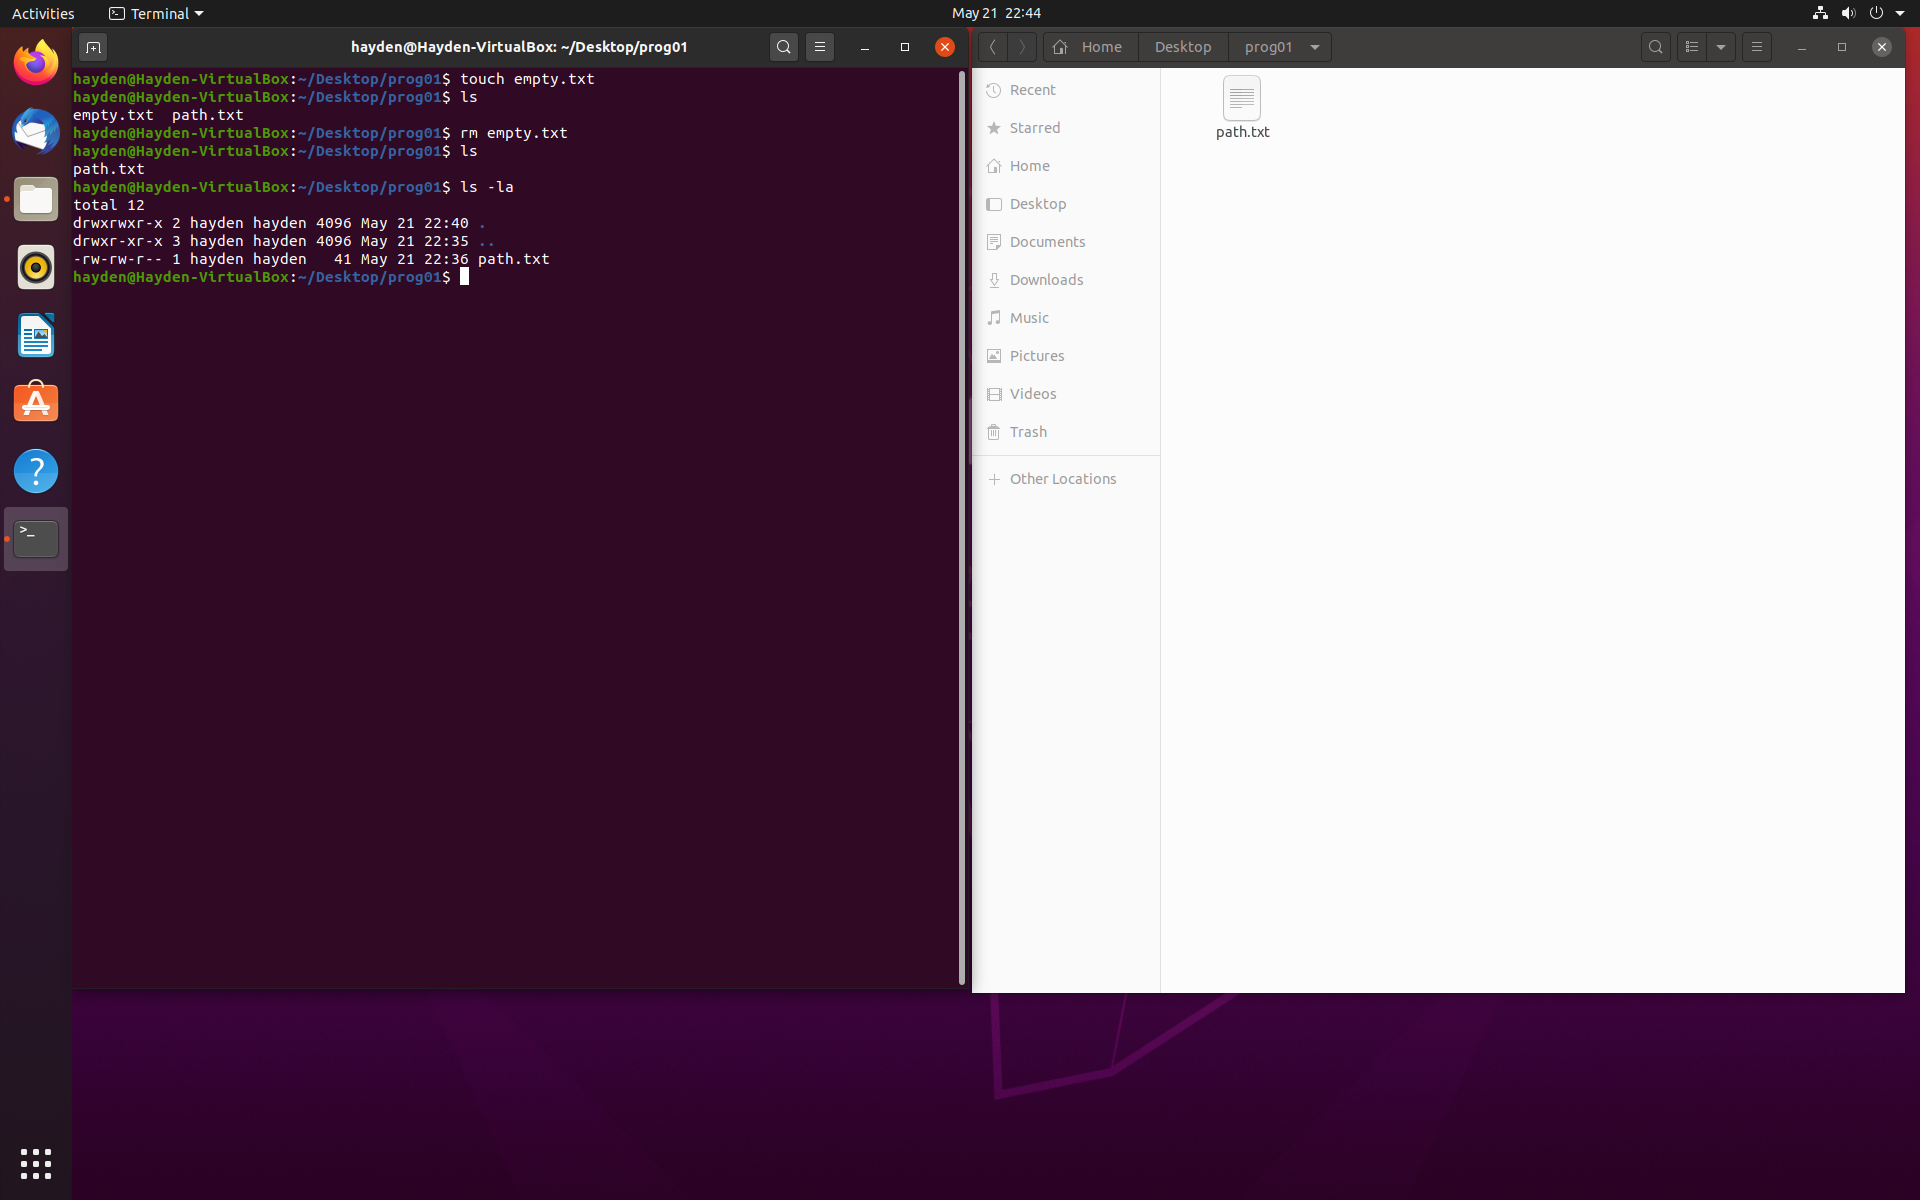 Activities
Terminal
May 21 22:44
hayden@Hayden-VirtualBox: ~/Desktop/prog01
hayden@Hayden-VirtualBox:~/Desktop/prog01$ touch empty.txt
hayden@Hayden-VirtualBox:~/Desktop/prog01$ ls
empty.txt  path.txt
hayden@Hayden-VirtualBox:~/Desktop/prog01$ rm empty.txt
hayden@Hayden-VirtualBox:~/Desktop/prog01$ ls
path.txt
hayden@Hayden-VirtualBox:~/Desktop/prog01$ ls -la
total 12
drwxrwxr-x 2 hayden hayden 4096 May 21 22:40 .
drwxr-xr-x 3 hayden hayden 4096 May 21 22:35 ..
-rw-rw-r-- 1 hayden hayden   41 May 21 22:36 path.txt
hayden@Hayden-VirtualBox:~/Desktop/prog01$
Home
Desktop
prog01
Recent
Starred
Home
Desktop
Documents
Downloads
Music
Pictures
Videos
Trash
Other Locations
path.txt